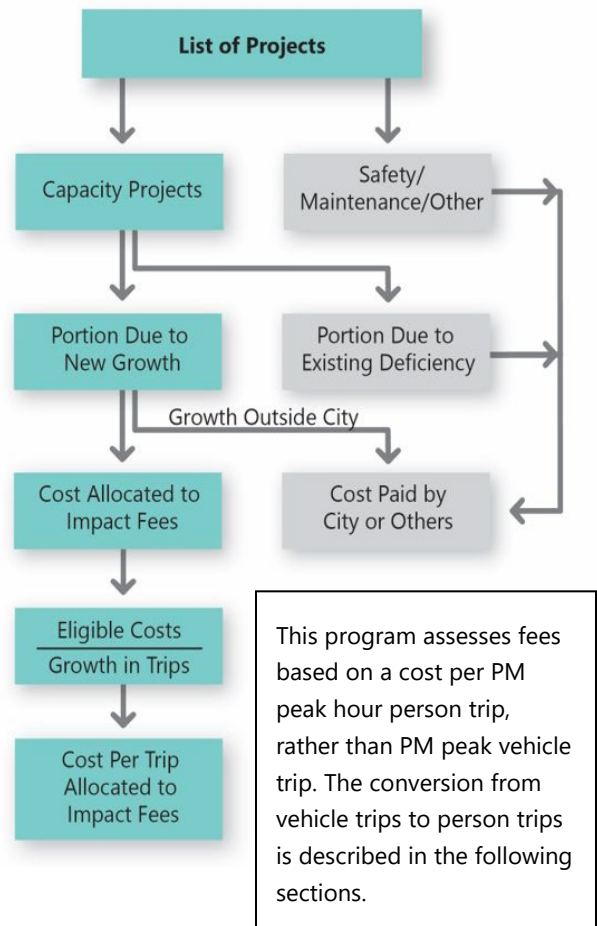 List of Projects
Capacity Projects
Safety/
Maintenance/Other
Portion Due to
New Growth
Portion Due to
Existing Deficiency
Growth Outside City
Cost Allocated to
Impact Fees
Cost Paid by
City or Others
Eligible Costs
Growth in Trips
Cost Per Trip
Allocated to
Impact Fees
This program assesses fees
based on a cost per PM
peak hour person trip,
rather than PM peak vehicle
trip. The conversion from
vehicle trips to person trips
is described in the following
sections.